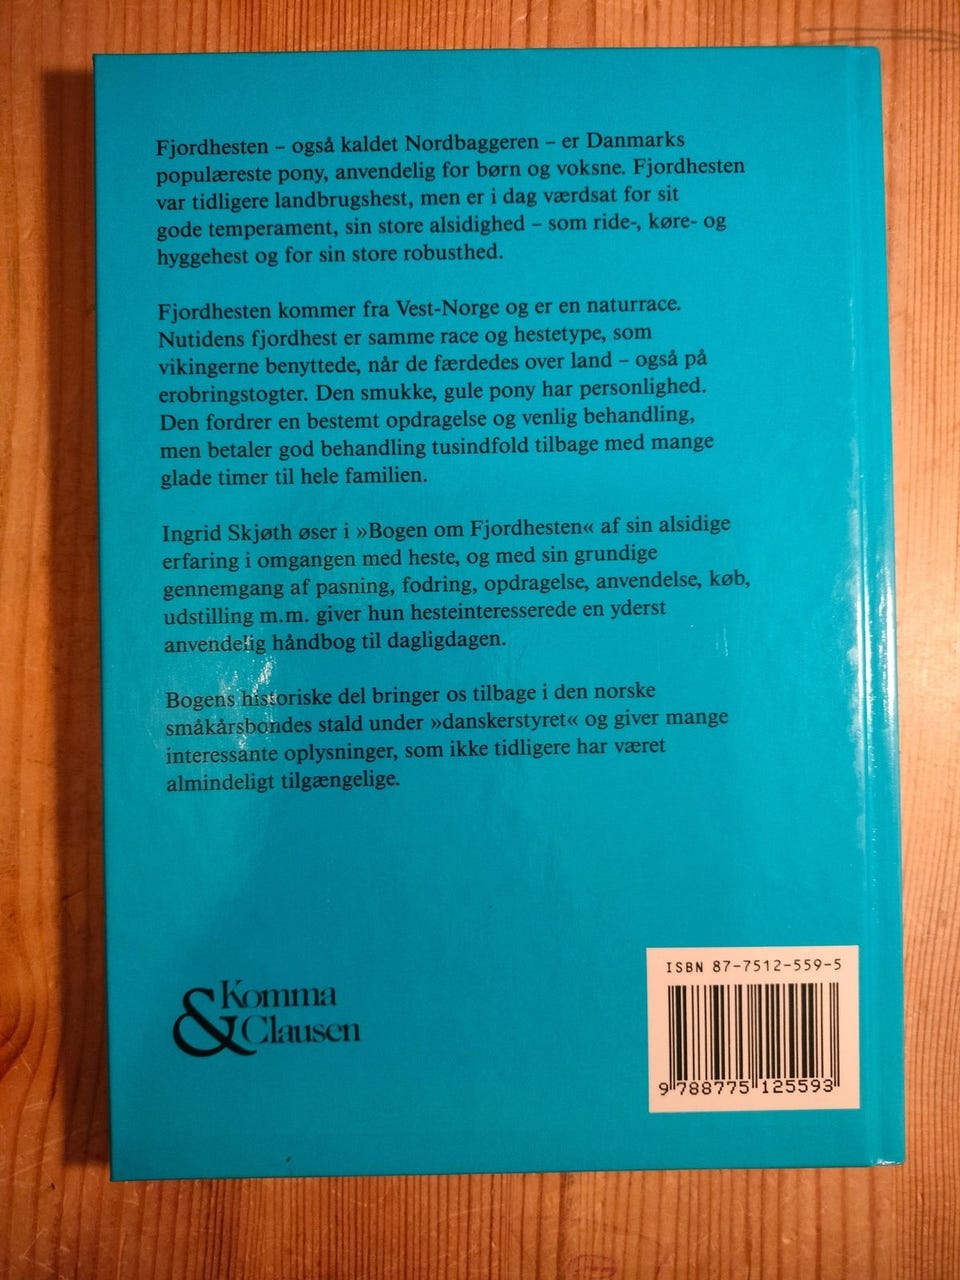 Fjordhesten – også kaldet Nordbaggeren – er Danmarks
populæreste pony, anvendelig for børn og voksne. Fjordhesten
var tidligere landbrugshest, men er i dag værdsat for sit
gode temperament, sin store alsidighed – som ride-, køre- og
hyggehest og for sin store robusthed.
Fjordhesten kommer fra Vest-Norge og er en naturrace.
Nutidens fjordhest er samme race og hestetype, som
vikingerne benyttede, når de færdedes over land – også på
erobringstogter. Den smukke, gule pony har personlighed.
Den fordrer en bestemt opdragelse og venlig behandling,
men betaler god behandling tusindfold tilbage med mange
glade timer til hele familien.
Ingrid Skjøth øser i »Bogen om Fjordhesten« af sin alsidige
erfaring i omgangen med heste, og med sin grundige
gennemgang af pasning, fodring, opdragelse, anvendelse, køb,
udstilling m.m. giver hun hesteinteresserede en yderst
anvendelig håndbog til dagligdagen.
Bogens historiske del bringer os tilbage i den norske
småkårsbondes stald under »danskerstyret« og giver mange
interessante oplysninger, som ikke tidligere har været
almindeligt tilgængelige.
Komma
& Clausen
ISBN 87-7512-559-5
9 788775 125593